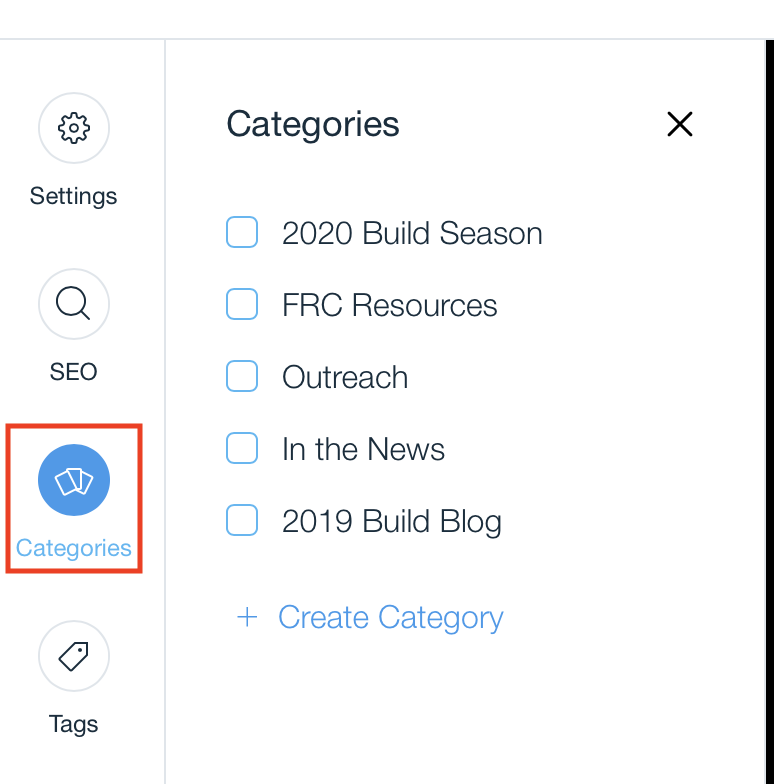 Settings
SEO
Categories
Tags
Categories
2020 Build Season
FRC Resources
Outreach
In the News
2019 Build Blog
+ Create Category